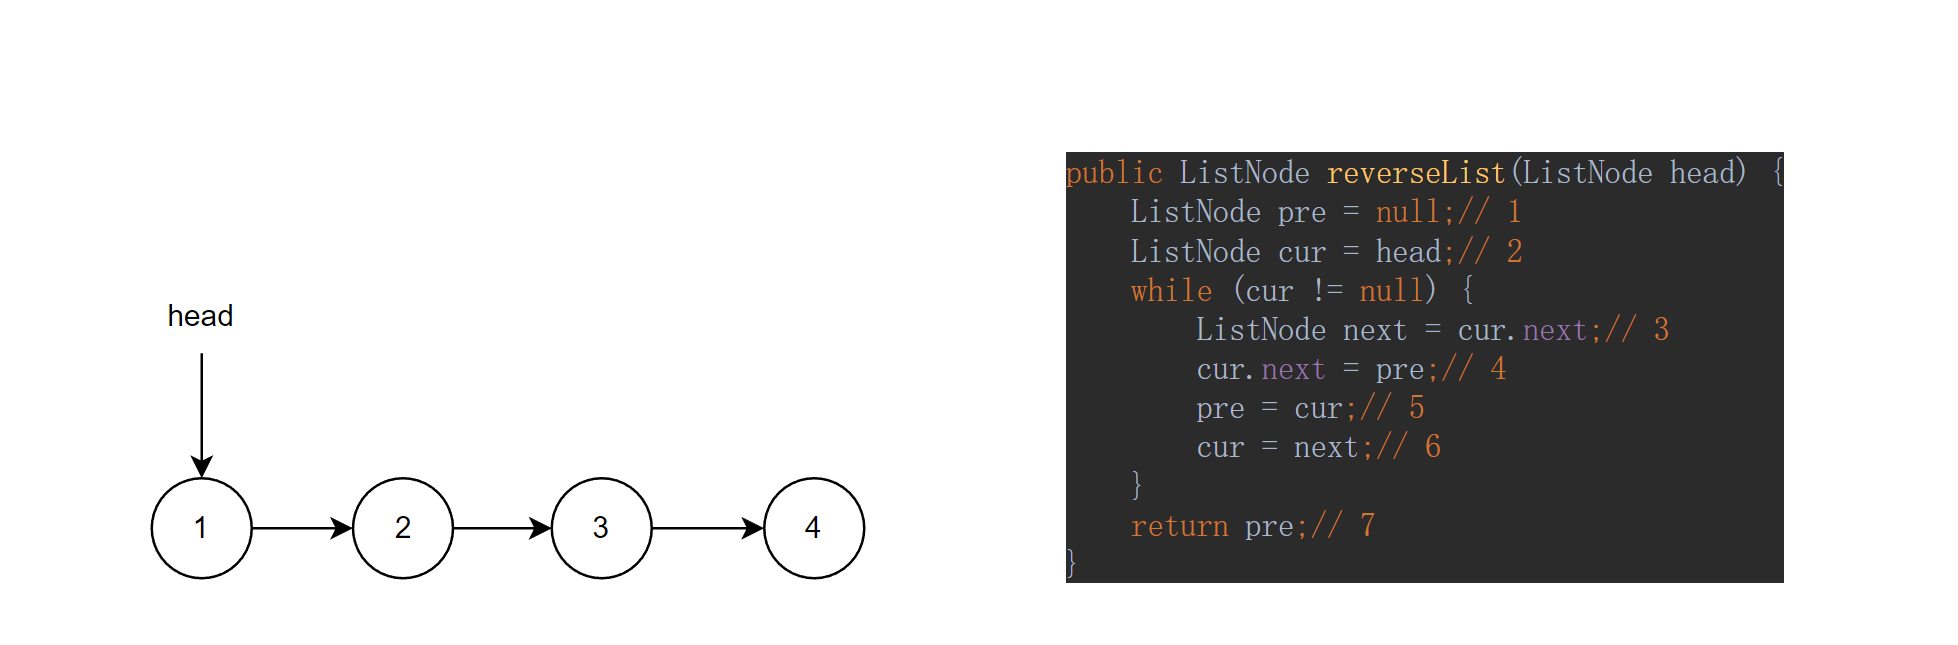 head
1 2 3 4
public ListNode reverseList(ListNode head) {
ListNode pre = null;// 1
ListNode cur = head;// 2
while (cur != null) {
ListNode next = cur.next;// 3
cur.next = pre;// 4
pre = cur;// 5
cur = next;// 6
}
return pre;// 7
}